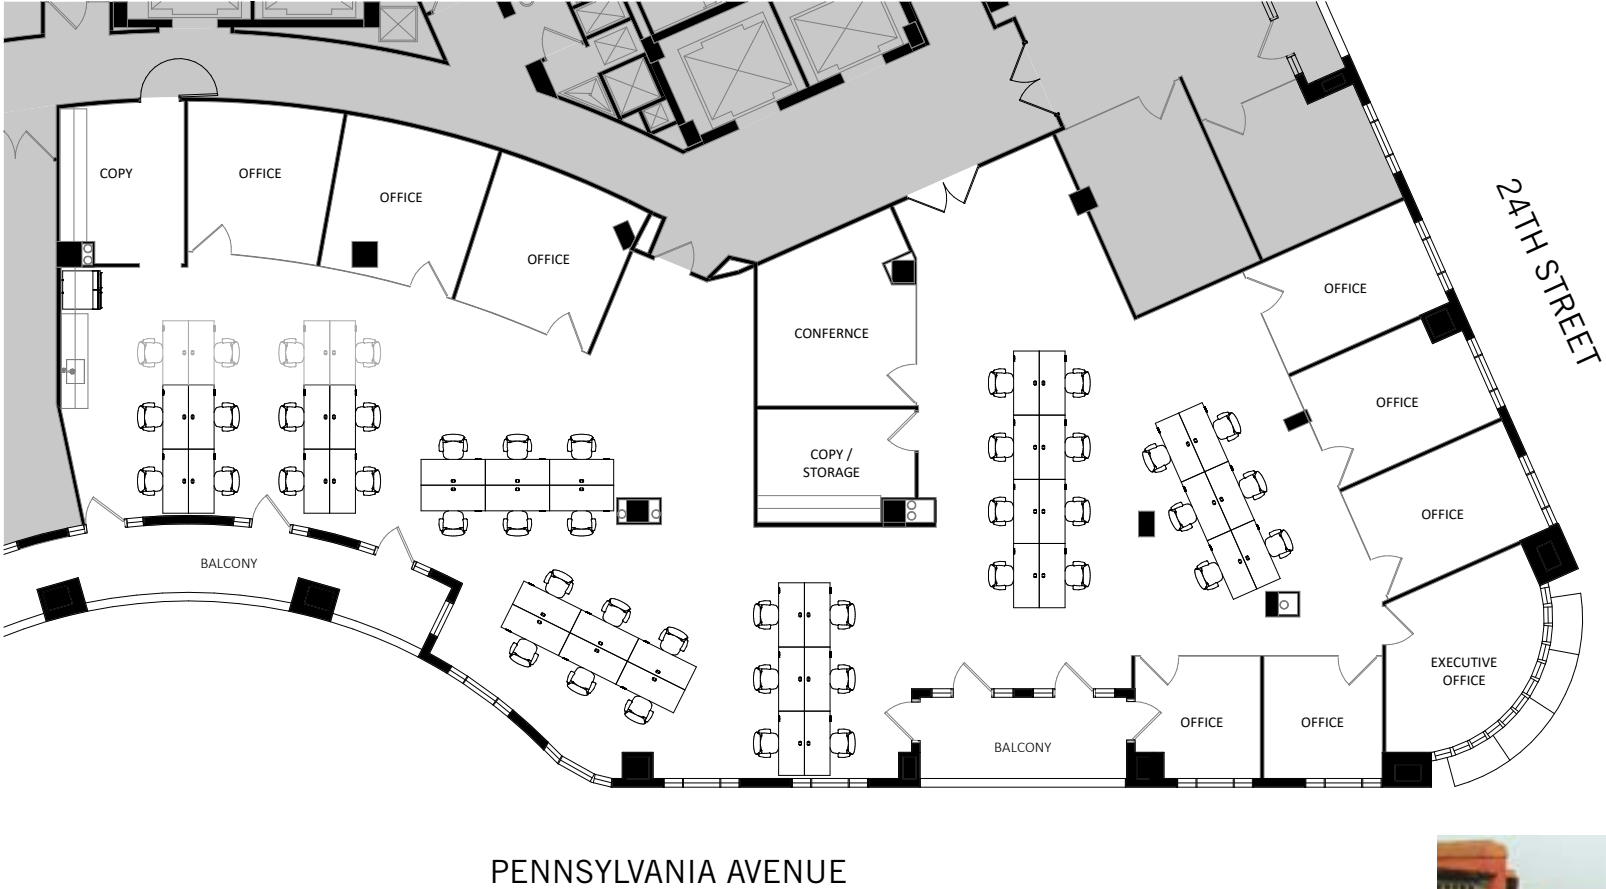 COPY
OFFICE
OFFICE
OFFICE
CONFERNCE
COPY /
STORAGE
OFFICE
OFFICE
OFFICE
EXECUTIVE
OFFICE
OFFICE
OFFICE
BALCONY
BALCONY
24TH STREET
PENNSYLVANIA AVENUE